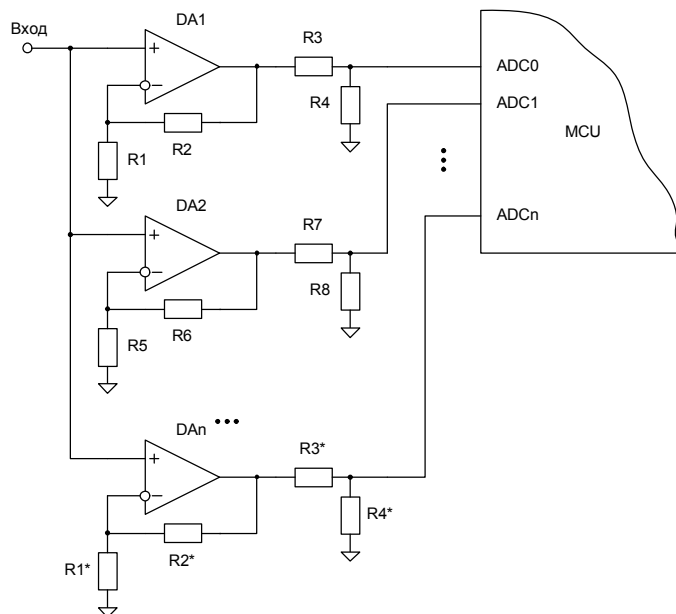 Вход
DA1
+
−
R1
R2
R3
R4
ADC0
ADC1
MCU
ADCn
DA2
+
−
R5
R6
R7
R8
DAn
+
−
R1*
R2*
R3*
R4*